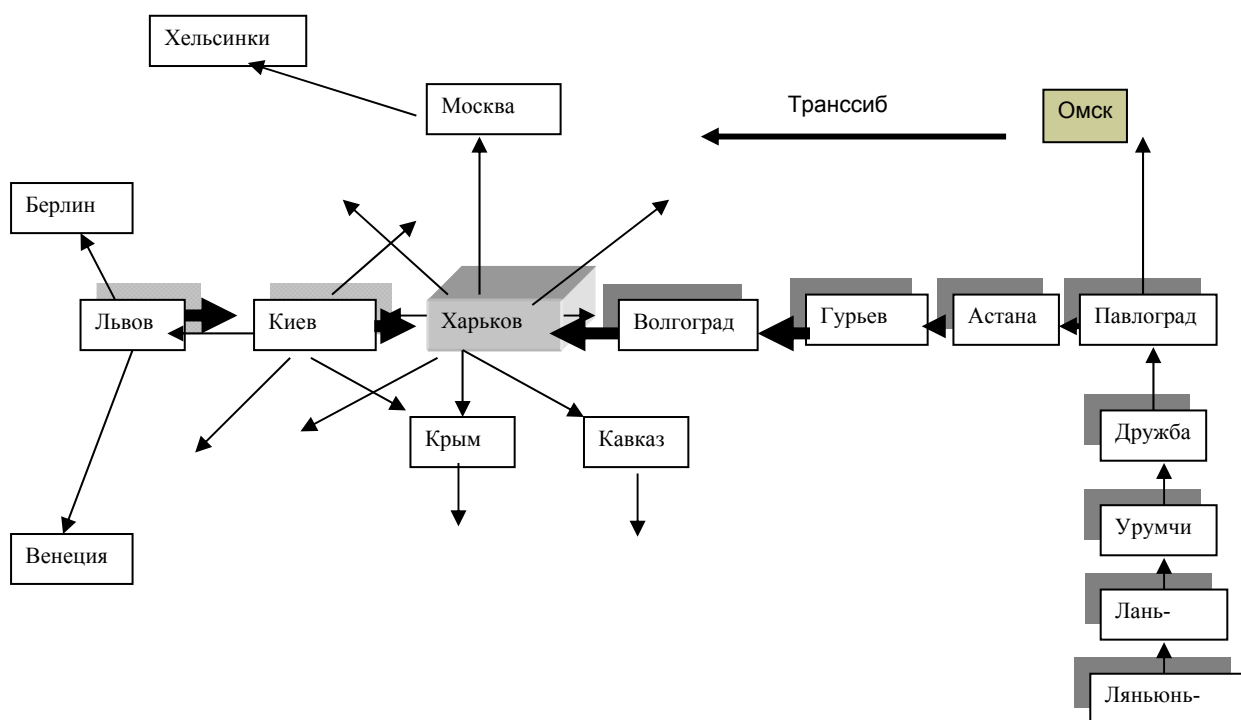 Хельсинки
Москва
Транссиб
Омск
Берлин
Львов
Киев
Харьков
Волгоград
Гурьев
Астана
Павлоград
Крым
Кавказ
Дружба
Урумчи
Венеция
Лань-
Ляньюнь-